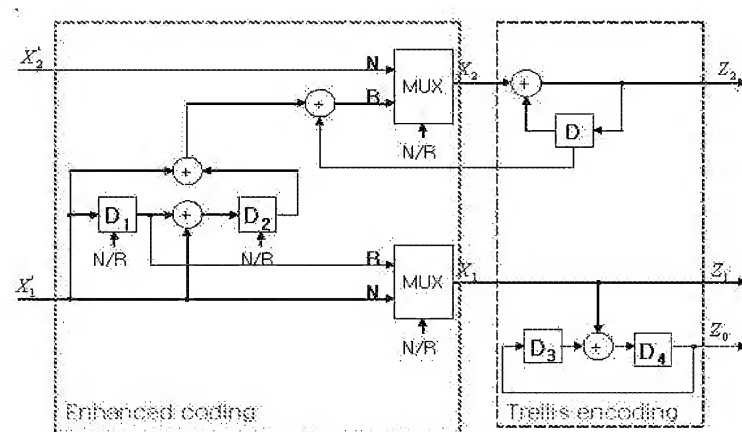 X'2 N X2 Z2
MUX
R
D
N/R
D1 D2
N/R N/R R X1 Z1
MUX
X'1 N
Z0
N/R D3 D4
Enhanced coding Trellis encoding